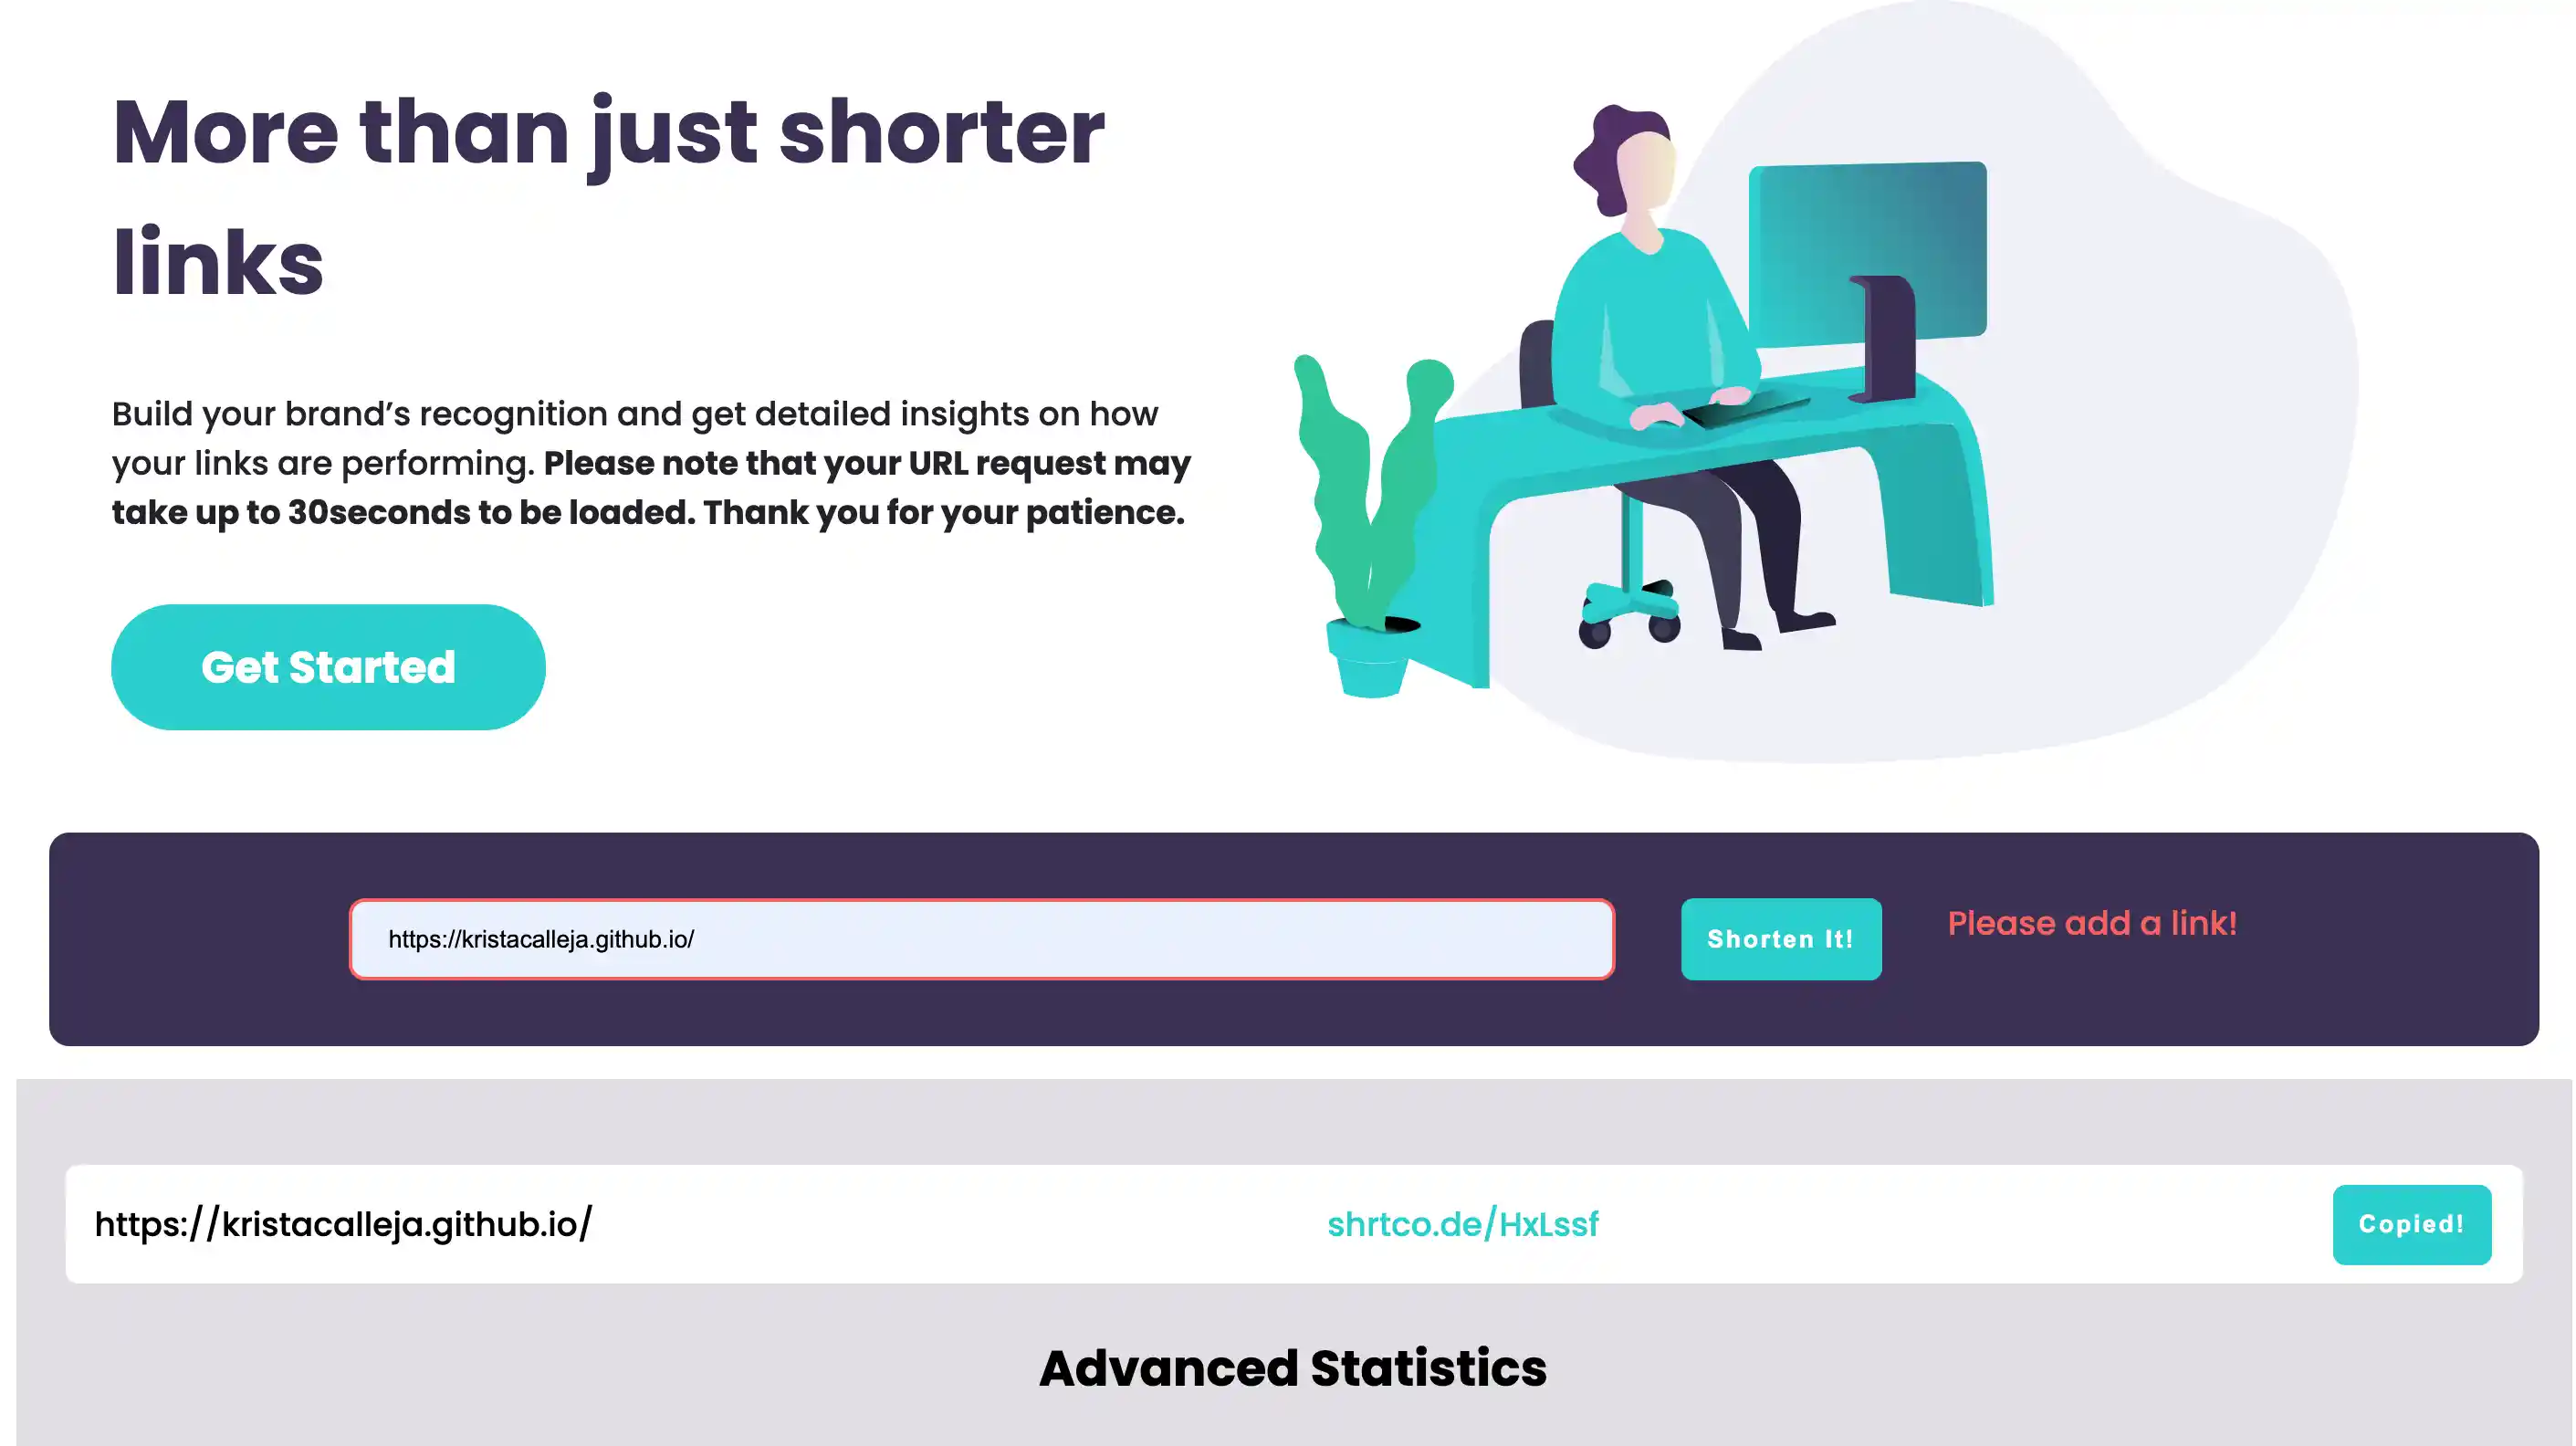 More than just shorter
links
Build your brand’s recognition and get detailed insights on how
your links are performing. Please note that your URL request may
take up to 30seconds to be loaded. Thank you for your patience.
Get Started
https://kristacalleja.github.io/
Shorten It!
Please add a link!
https://kristacalleja.github.io/
shrtco.de/HxLssf
Copied!
Advanced Statistics